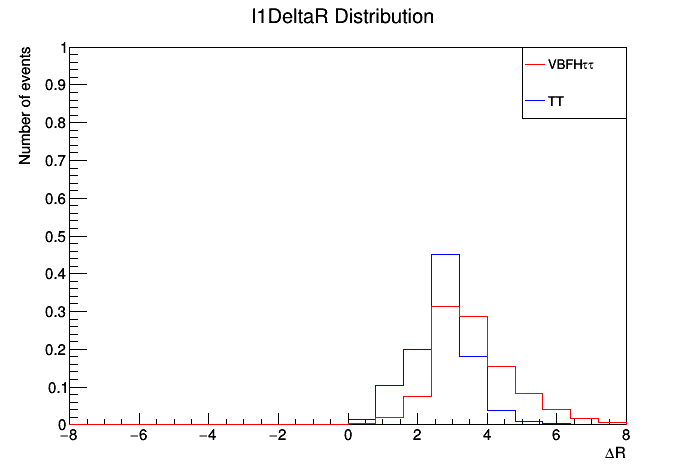 l1DeltaR Distribution
Number of events
1
0.9
0.8
0.7
0.6
0.5
0.4
0.3
0.2
0.1
0
−8 −6 −4 −2 0 2 4 6 8
ΔR
VBFHττ
TT